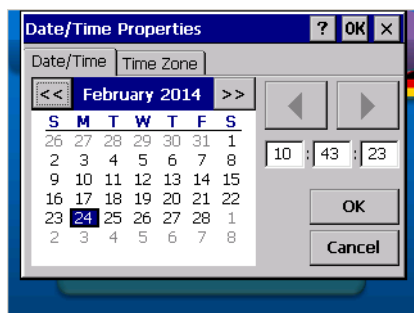 Date/Time Properties ? OK ×
Date/Time Time Zone
<< February 2014 >>
S M T W T F S
26 27 28 29 30 31 1
2 3 4 5 6 7 8
9 10 11 12 13 14 15
16 17 18 19 20 21 22
23 24 25 26 27 28 1
2 3 4 5 6 7 8
10 : 43 : 23
OK
Cancel